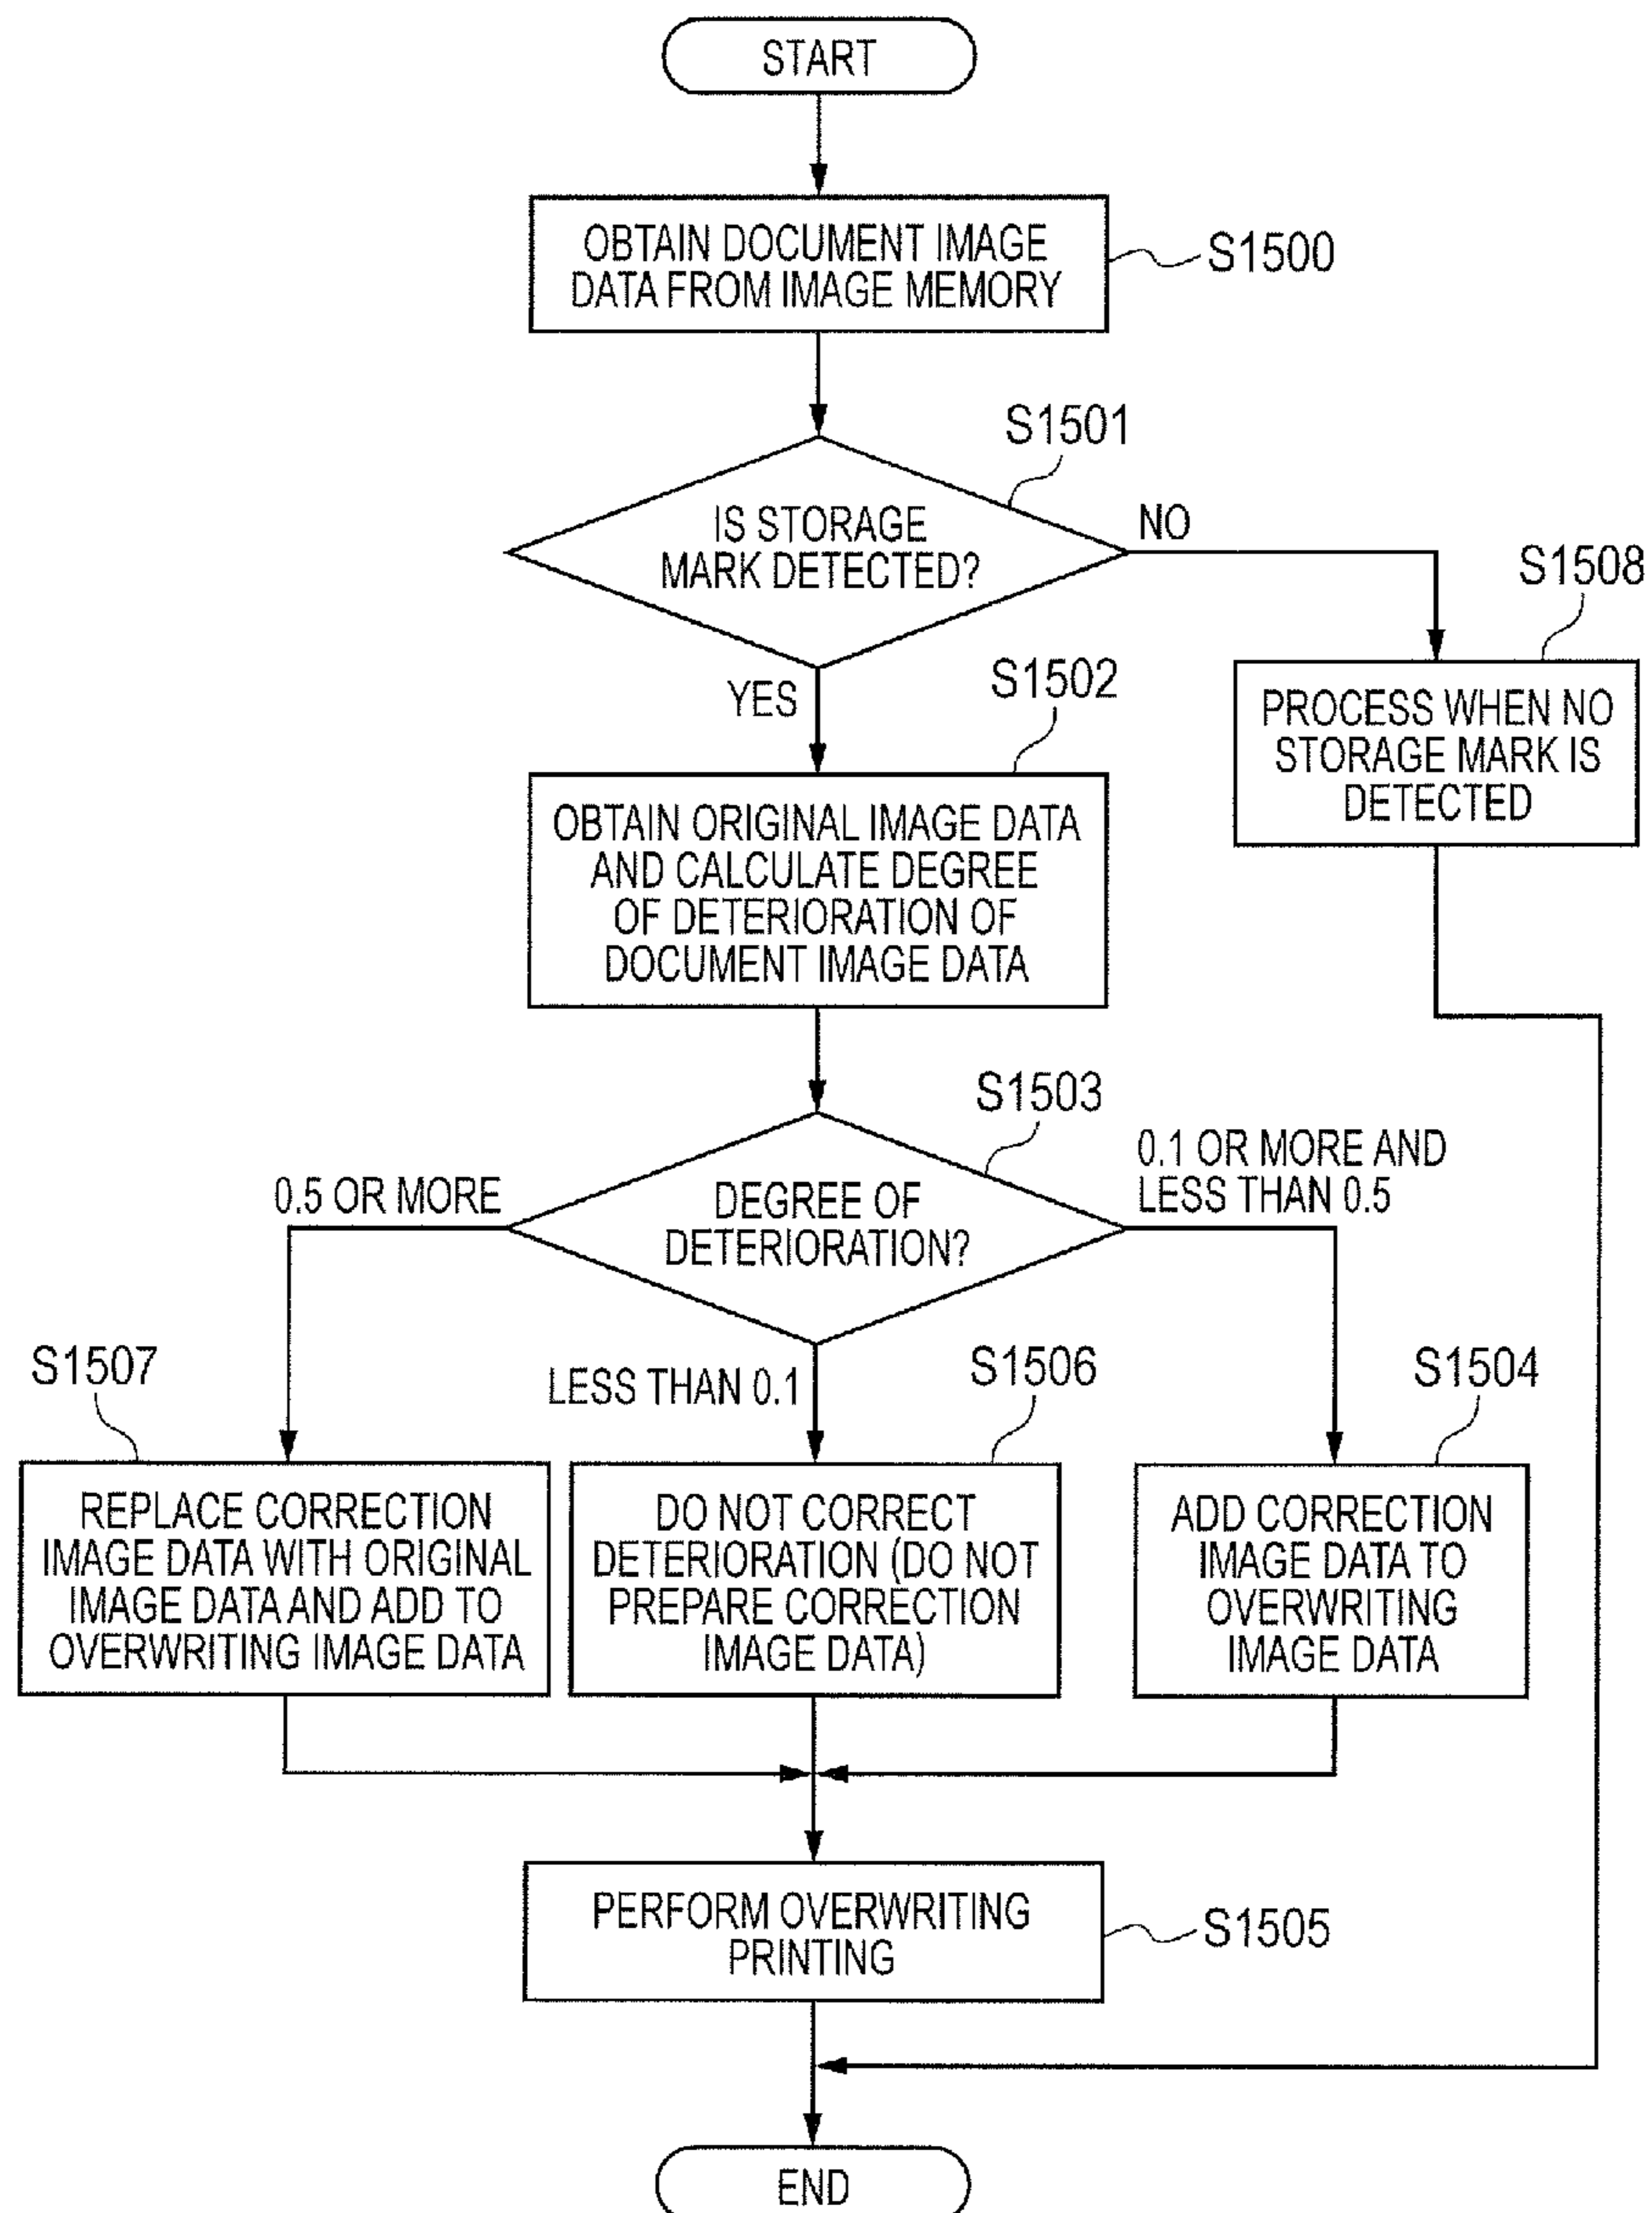 START
OBTAIN DOCUMENT IMAGE
DATA FROM IMAGE MEMORY
S1500
S1501
IS STORAGE
MARK DETECTED?
NO
YES
S1508
PROCESS WHEN NO
STORAGE MARK IS
DETECTED
S1502
OBTAIN ORIGINAL IMAGE DATA
AND CALCULATE DEGREE
OF DETERIORATION OF
DOCUMENT IMAGE DATA
S1503
DEGREE OF
DETERIORATION?
0.5 OR MORE
0.1 OR MORE AND
LESS THAN 0.5
LESS THAN 0.1
S1507
REPLACE CORRECTION
IMAGE DATA WITH ORIGINAL
IMAGE DATA AND ADD TO
OVERWRITING IMAGE DATA
S1506
DO NOT CORRECT
DETERIORATION (DO NOT
PREPARE CORRECTION
IMAGE DATA)
S1504
ADD CORRECTION
IMAGE DATA TO
OVERWRITING
IMAGE DATA
PERFORM OVERWRITING
PRINTING
S1505
END